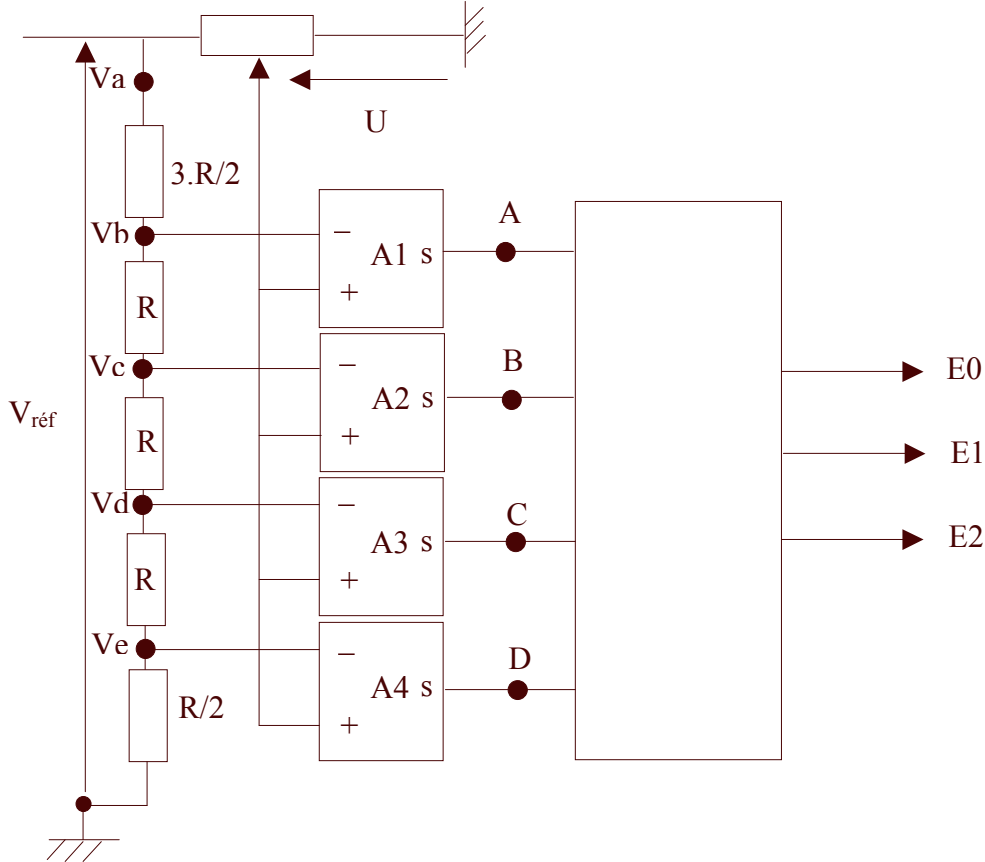 Va
U
3.R/2
A
Vb
−
A1 s
+
R
B
Vc
−
E0
A2 s
Vréf
+
R
E1
C
Vd
−
E2
A3 s
R
+
D
Ve
−
A4 s
R/2
+